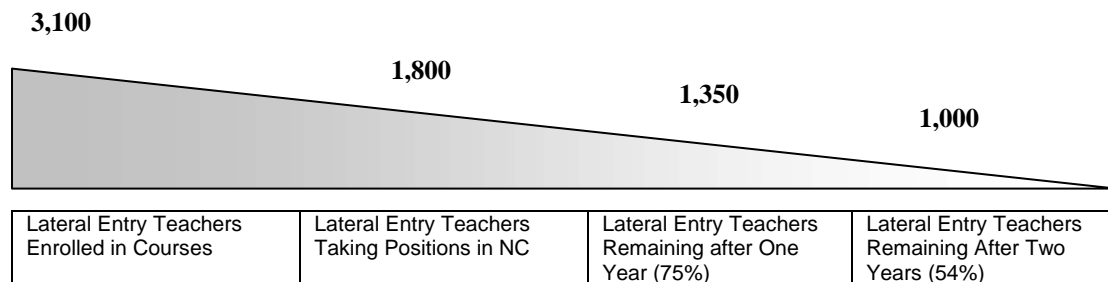 3,100
1,800
1,350
1,000
Lateral Entry Teachers
Enrolled in Courses
Lateral Entry Teachers
Taking Positions in NC
Lateral Entry Teachers
Remaining after One
Year (75%)
Lateral Entry Teachers
Remaining After Two
Years (54%)